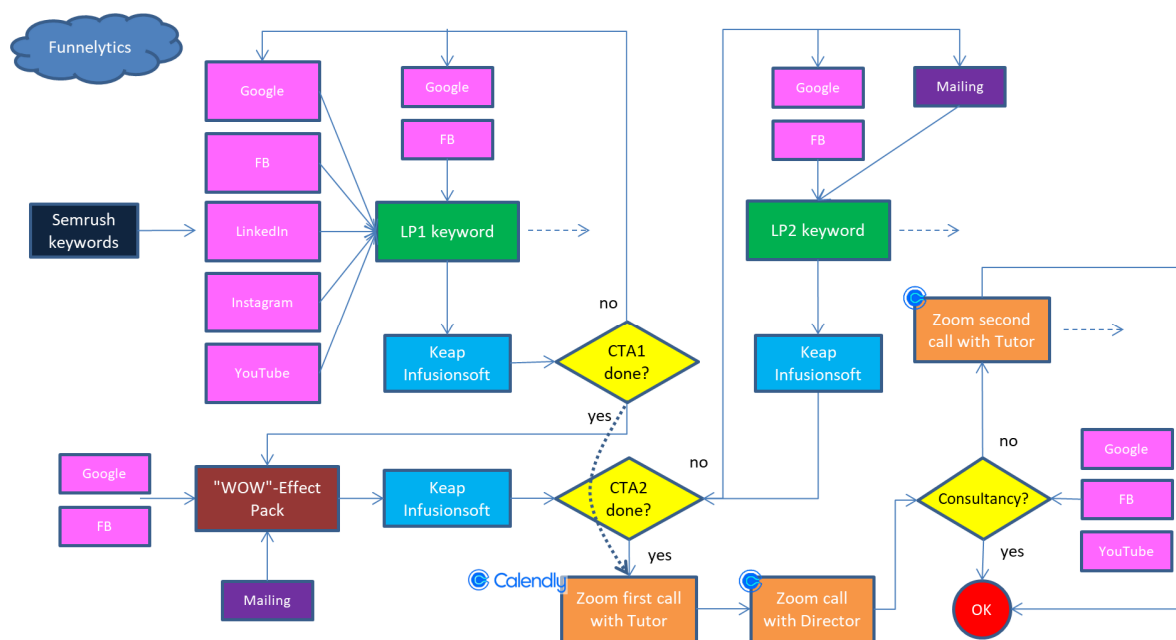 Funnelytics
Google
FB
LinkedIn
Instagram
YouTube
Semrush
keywords
Google
FB
LP1 keyword
Keap
Infusionsoft
CTA1
done?
no
yes
Google
FB
"WOW"-Effect
Pack
Mailing
Keap
Infusionsoft
CTA2
done?
no
yes
Google
FB
Mailing
LP2 keyword
Keap
Infusionsoft
Calendly
Zoom first call
with Tutor
Zoom call
with Director
Zoom second
call with Tutor
no
Consultancy?
yes
OK
Google
FB
YouTube